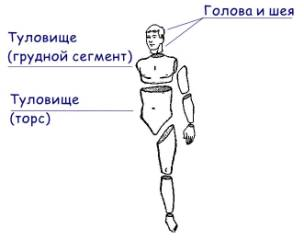 Голова и шея
Туловище
(грудной сегмент)
Туловище
(торс)